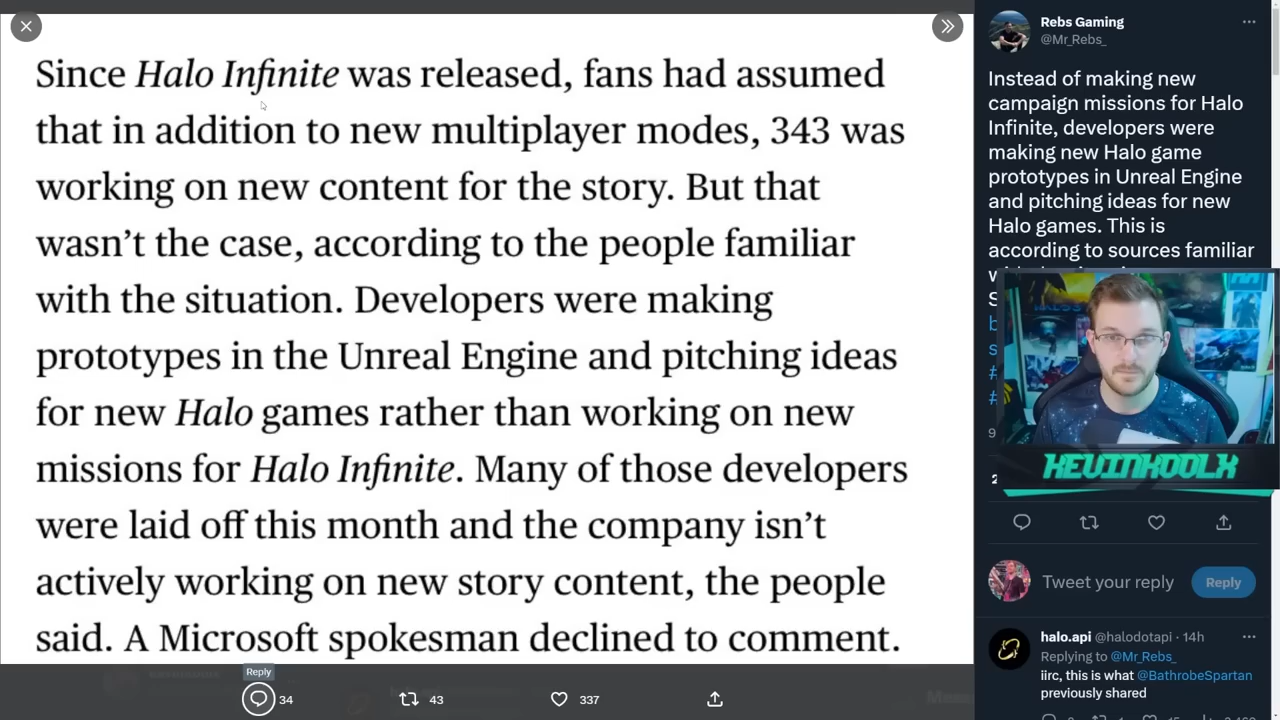 Since Halo Infinite was released, fans had assumed
that in addition to new multiplayer modes, 343 was
working on new content for the story. But that
wasn’t the case, according to the people familiar
with the situation. Developers were making
prototypes in the Unreal Engine and pitching ideas
for new Halo games rather than working on new
missions for Halo Infinite. Many of those developers
were laid off this month and the company isn’t
actively working on new story content, the people
said. A Microsoft spokesman declined to comment.
Reply
34
43
337
Rebs Gaming
@Mr_Rebs_
Instead of making new
campaign missions for Halo
Infinite, developers were
making new Halo game
prototypes in Unreal Engine
and pitching ideas for new
Halo games. This is
according to sources familiar
KEVINKOOLX
Tweet your reply
Reply
halo.api @halodotapi · 14h
Replying to @Mr_Rebs_
iirc, this is what @BathrobeSpartan
previously shared